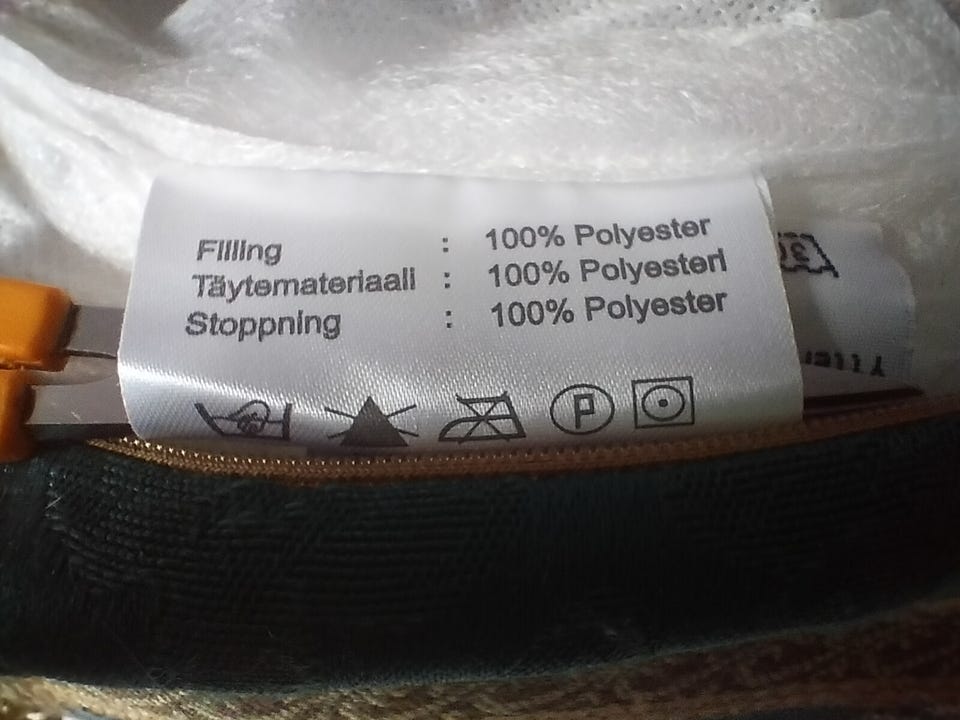 Filling : 100% Polyester
Täytemateriaali : 100% Polyesteri
Stoppning : 100% Polyester
P